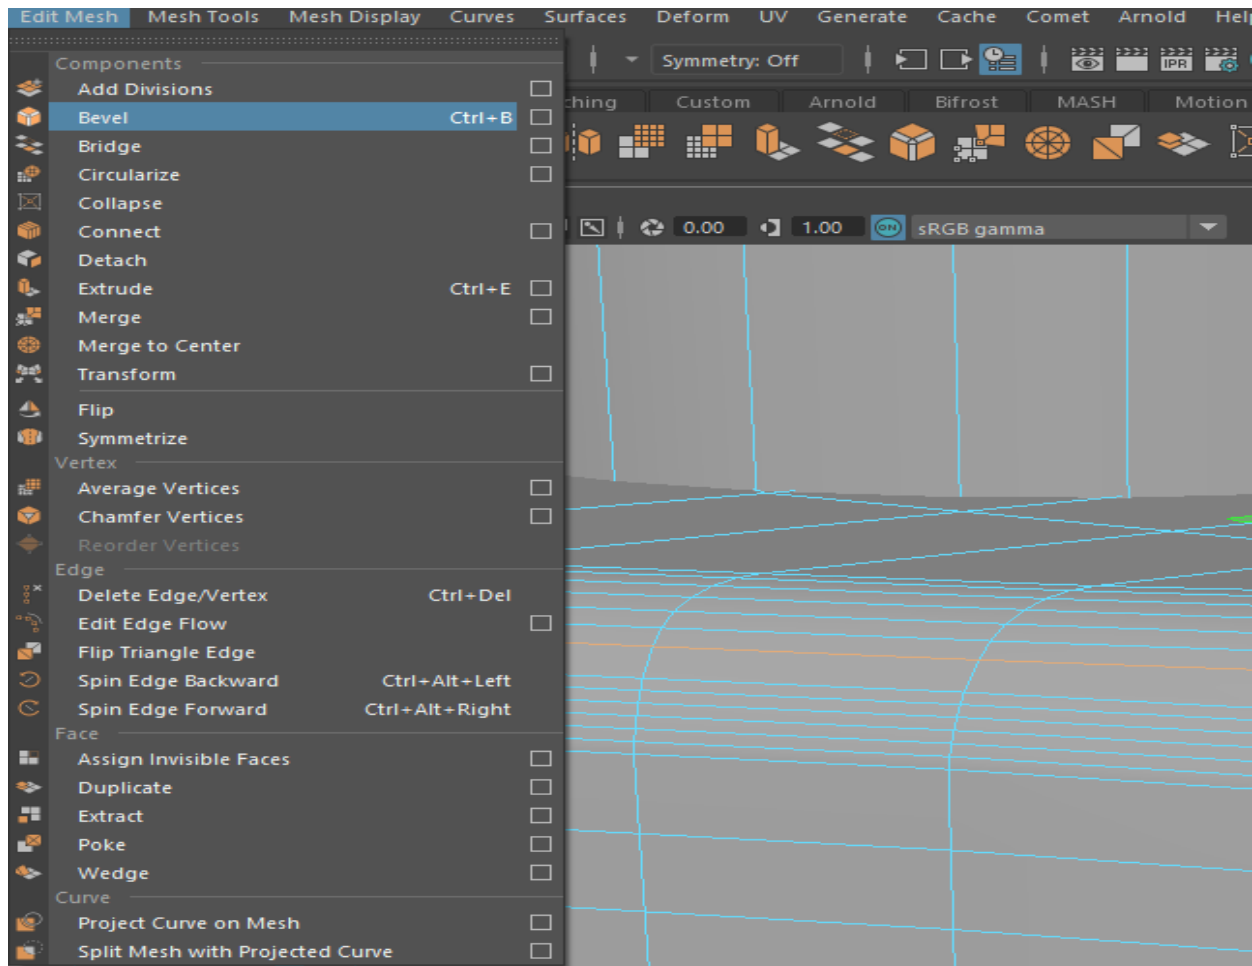 Edit Mesh Mesh Tools Mesh Display Curves Surfaces Deform UV Generate Cache Comet Arnold Help
Symmetry: Off
IPR
Custom Arnold Bifrost MASH Motion
0.00 1.00 ON sRGB gamma
Components
Add Divisions
Bevel Ctrl+B
Bridge
Circularize
Collapse
Connect
Detach
Extrude Ctrl+E
Merge
Merge to Center
Transform
Flip
Symmetrize
Vertex
Average Vertices
Chamfer Vertices
Reorder Vertices
Edge
Delete Edge/Vertex Ctrl+Del
Edit Edge Flow
Flip Triangle Edge
Spin Edge Backward Ctrl+Alt+Left
Spin Edge Forward Ctrl+Alt+Right
Face
Assign Invisible Faces
Duplicate
Extract
Poke
Wedge
Curve
Project Curve on Mesh
Split Mesh with Projected Curve